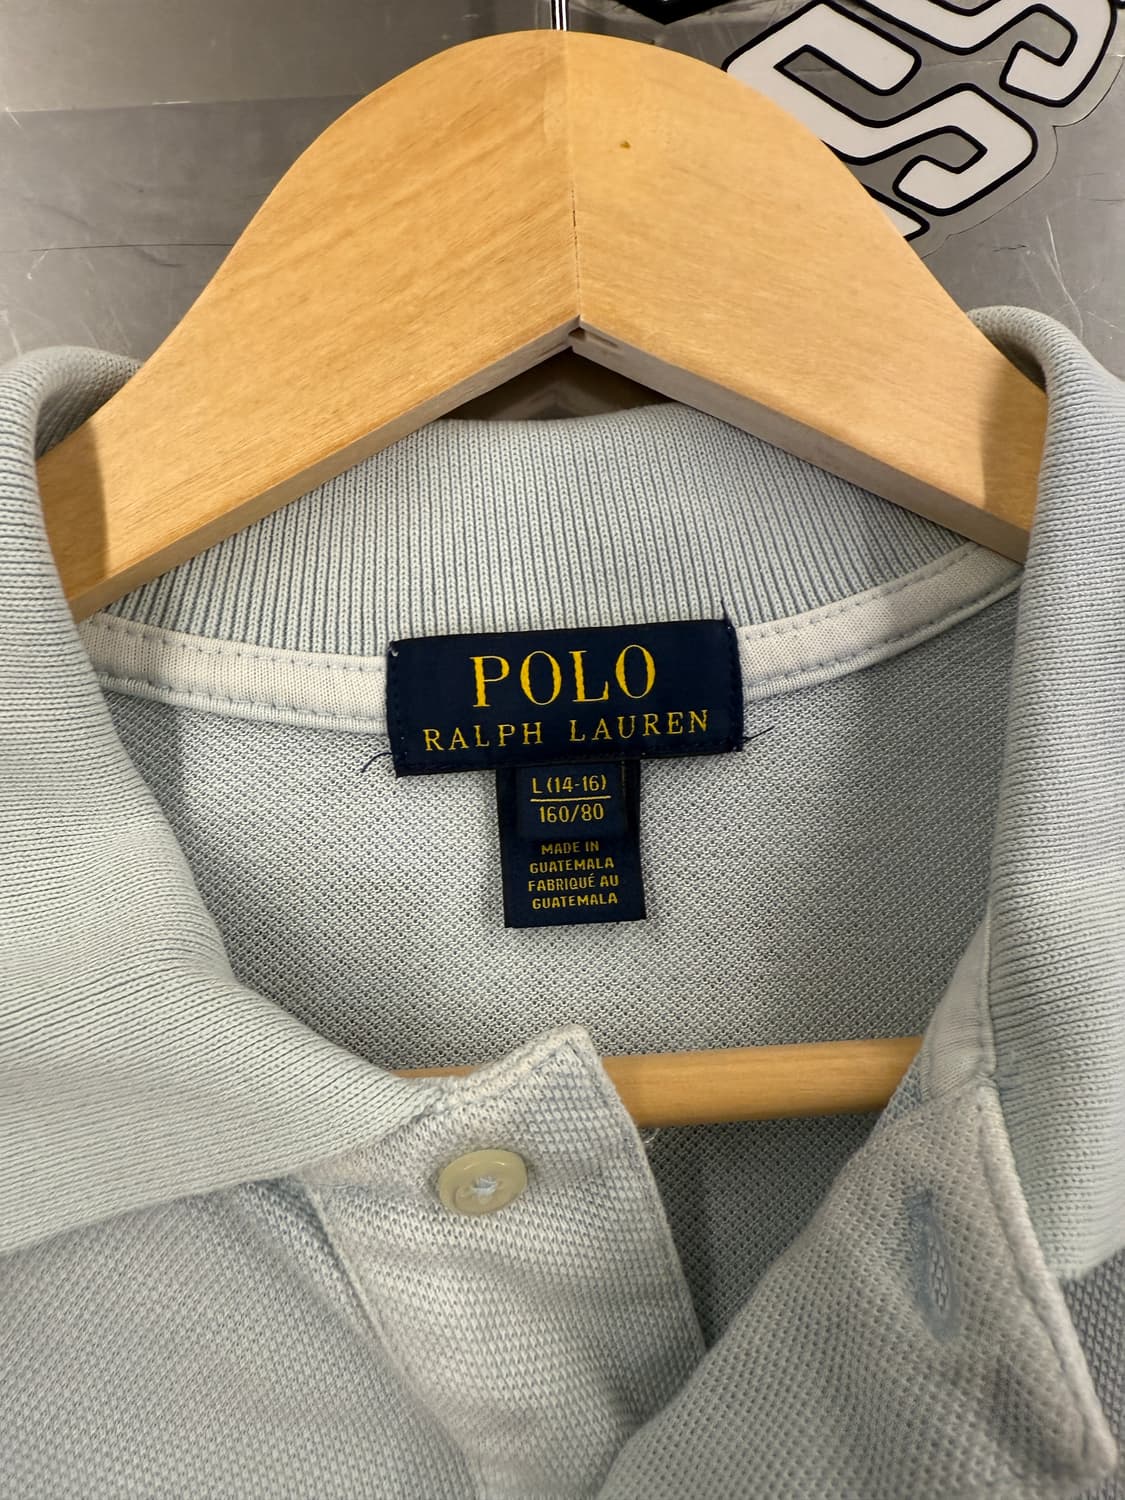 POLO
RALPH LAUREN
L (14-16)
160/80
MADE IN
GUATEMALA
FABRIQUÉ AU
GUATEMALA